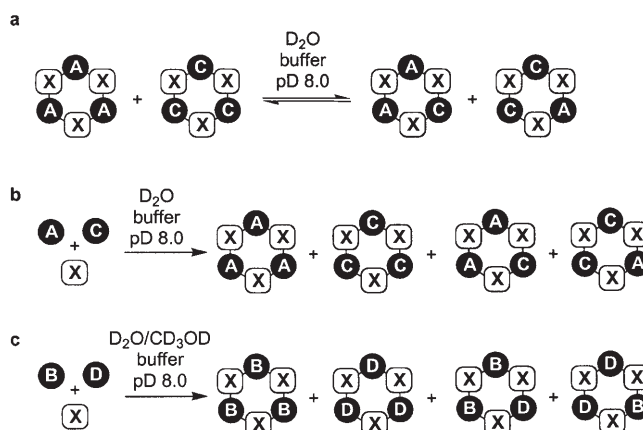 a
D₂O
buffer
pD 8.0
A C A C
X X X X X X X X
+ +
A A C C A C C A
X X X X
b
D₂O
buffer
pD 8.0
A C
+
X
A C A C
X X X X X X X X
+ + +
A A C C A C C A
X X X X
c
D₂O/CD₃OD
buffer
pD 8.0
B D
+
X
B D B D
X X X X X X X X
+ + +
B B D D B D D B
X X X X